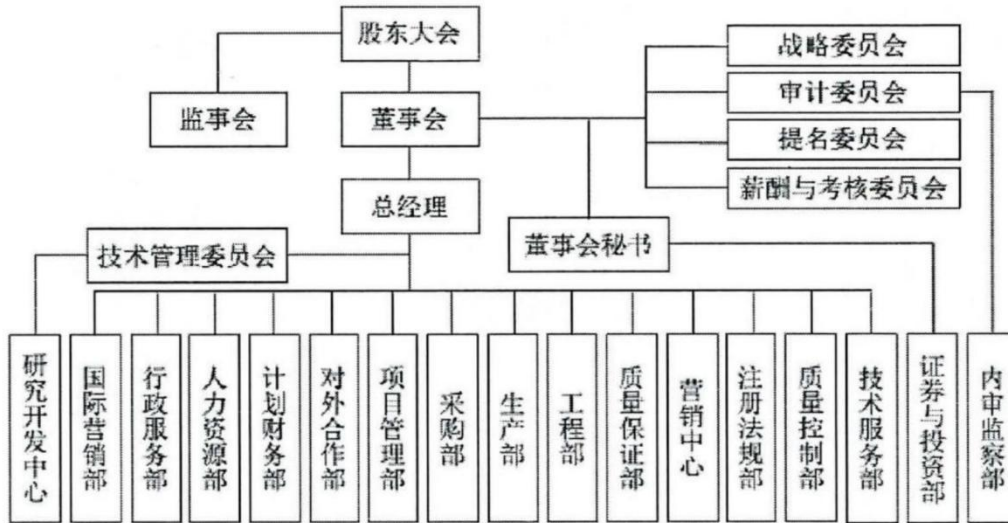 股东大会
战略委员会
监事会
董事会
审计委员会
提名委员会
总经理
薪酬与考核委员会
技术管理委员会
董事会秘书
研究开发中心
国际营销部
行政服务部
人力资源部
计划财务部
对外合作部
项目管理部
采购部
生产部
工程部
质量保证部
营销中心
注册法规部
质量控制部
技术服务部
证券与投资部
内审监察部